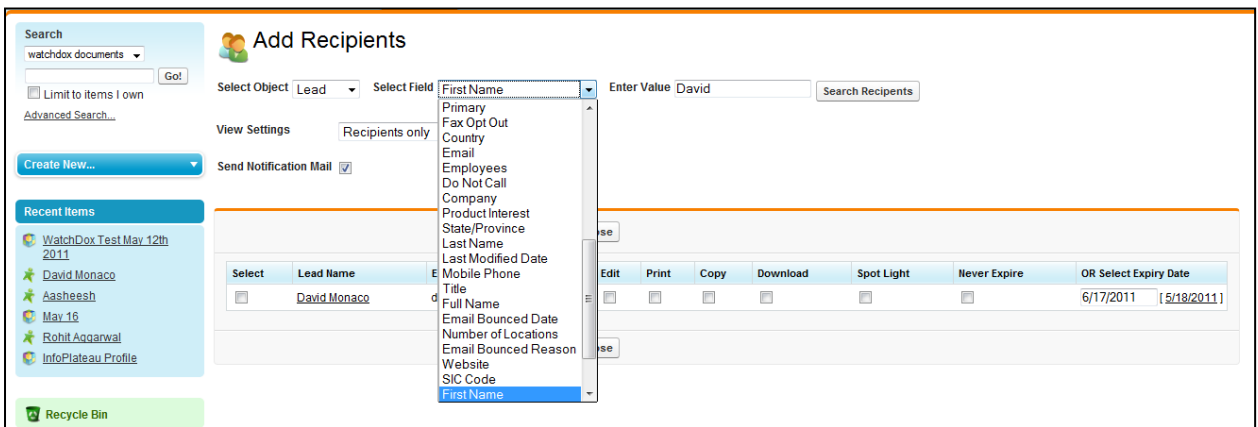 Search
watchdox documents
Go!
Limit to items I own
Advanced Search...
Create New...
Recent Items
WatchDox Test May 12th
2011
David Monaco
Aasheesh
May 16
Rohit Aggarwal
InfoPlateau Profile
Recycle Bin
Add Recipients
Select Object Lead Select Field First Name Enter Value David Search Recipents
View Settings Recipients only
Send Notification Mail
Primary
Fax Opt Out
Country
Email
Employees
Do Not Call
Company
Product Interest
State/Province
Last Name
Last Modified Date
Mobile Phone
Title
Full Name
Email Bounced Date
Number of Locations
Email Bounced Reason
Website
SIC Code
First Name
Select Lead Name Edit Print Copy Download Spot Light Never Expire OR Select Expiry Date
David Monaco 6/17/2011 [ 5/18/2011 ]